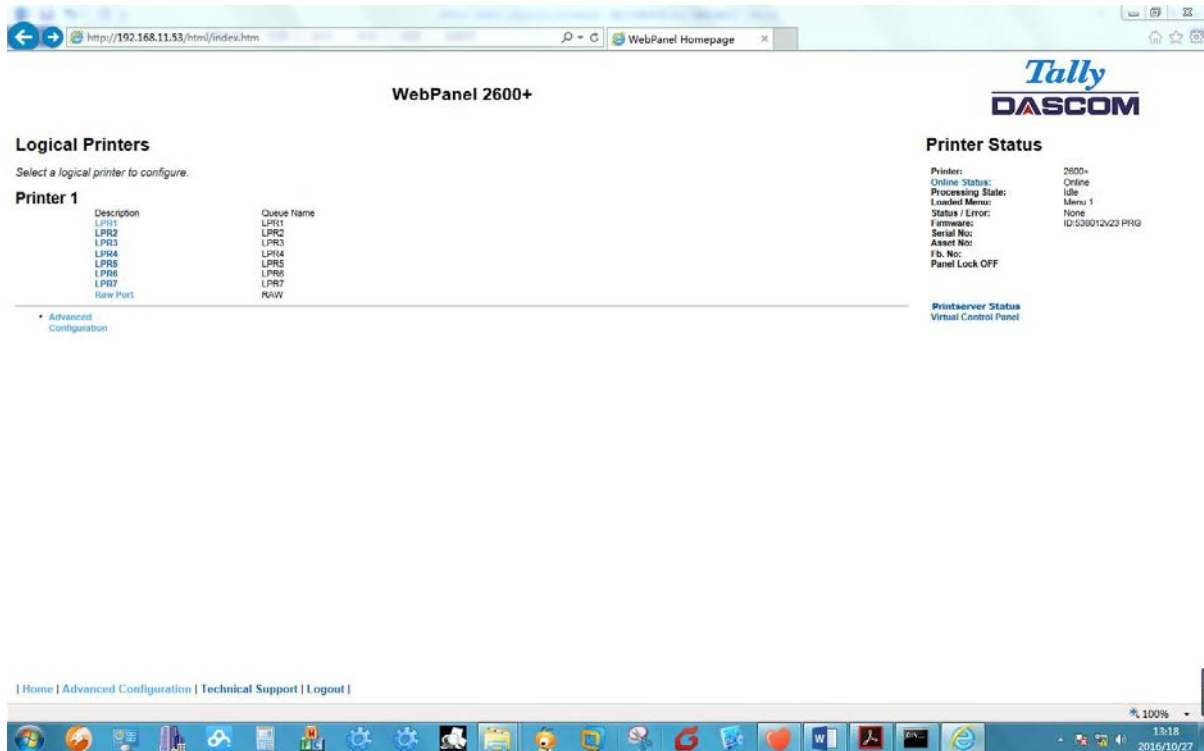 http://192.168.11.53/html/index.htm
WebPanel Homepage
WebPanel 2600+
Tally
DASCOM
Logical Printers
Select a logical printer to configure.
Printer 1
Description Queue Name
LPR1 LPR1
LPR2 LPR2
LPR3 LPR3
LPR4 LPR4
LPR5 LPR5
LPR6 LPR6
LPR7 LPR7
Raw Port RAW
• Advanced
Configuration
Printer Status
Printer: 2600+
Online Status: Online
Processing State: Idle
Loaded Menu: Menu 1
Status / Error: None
Firmware: ID:538012v23 PRG
Serial No:
Asset No:
Fb. No:
Panel Lock OFF
Printserver Status
Virtual Control Panel
| Home | Advanced Configuration | Technical Support | Logout |
100%
13:18